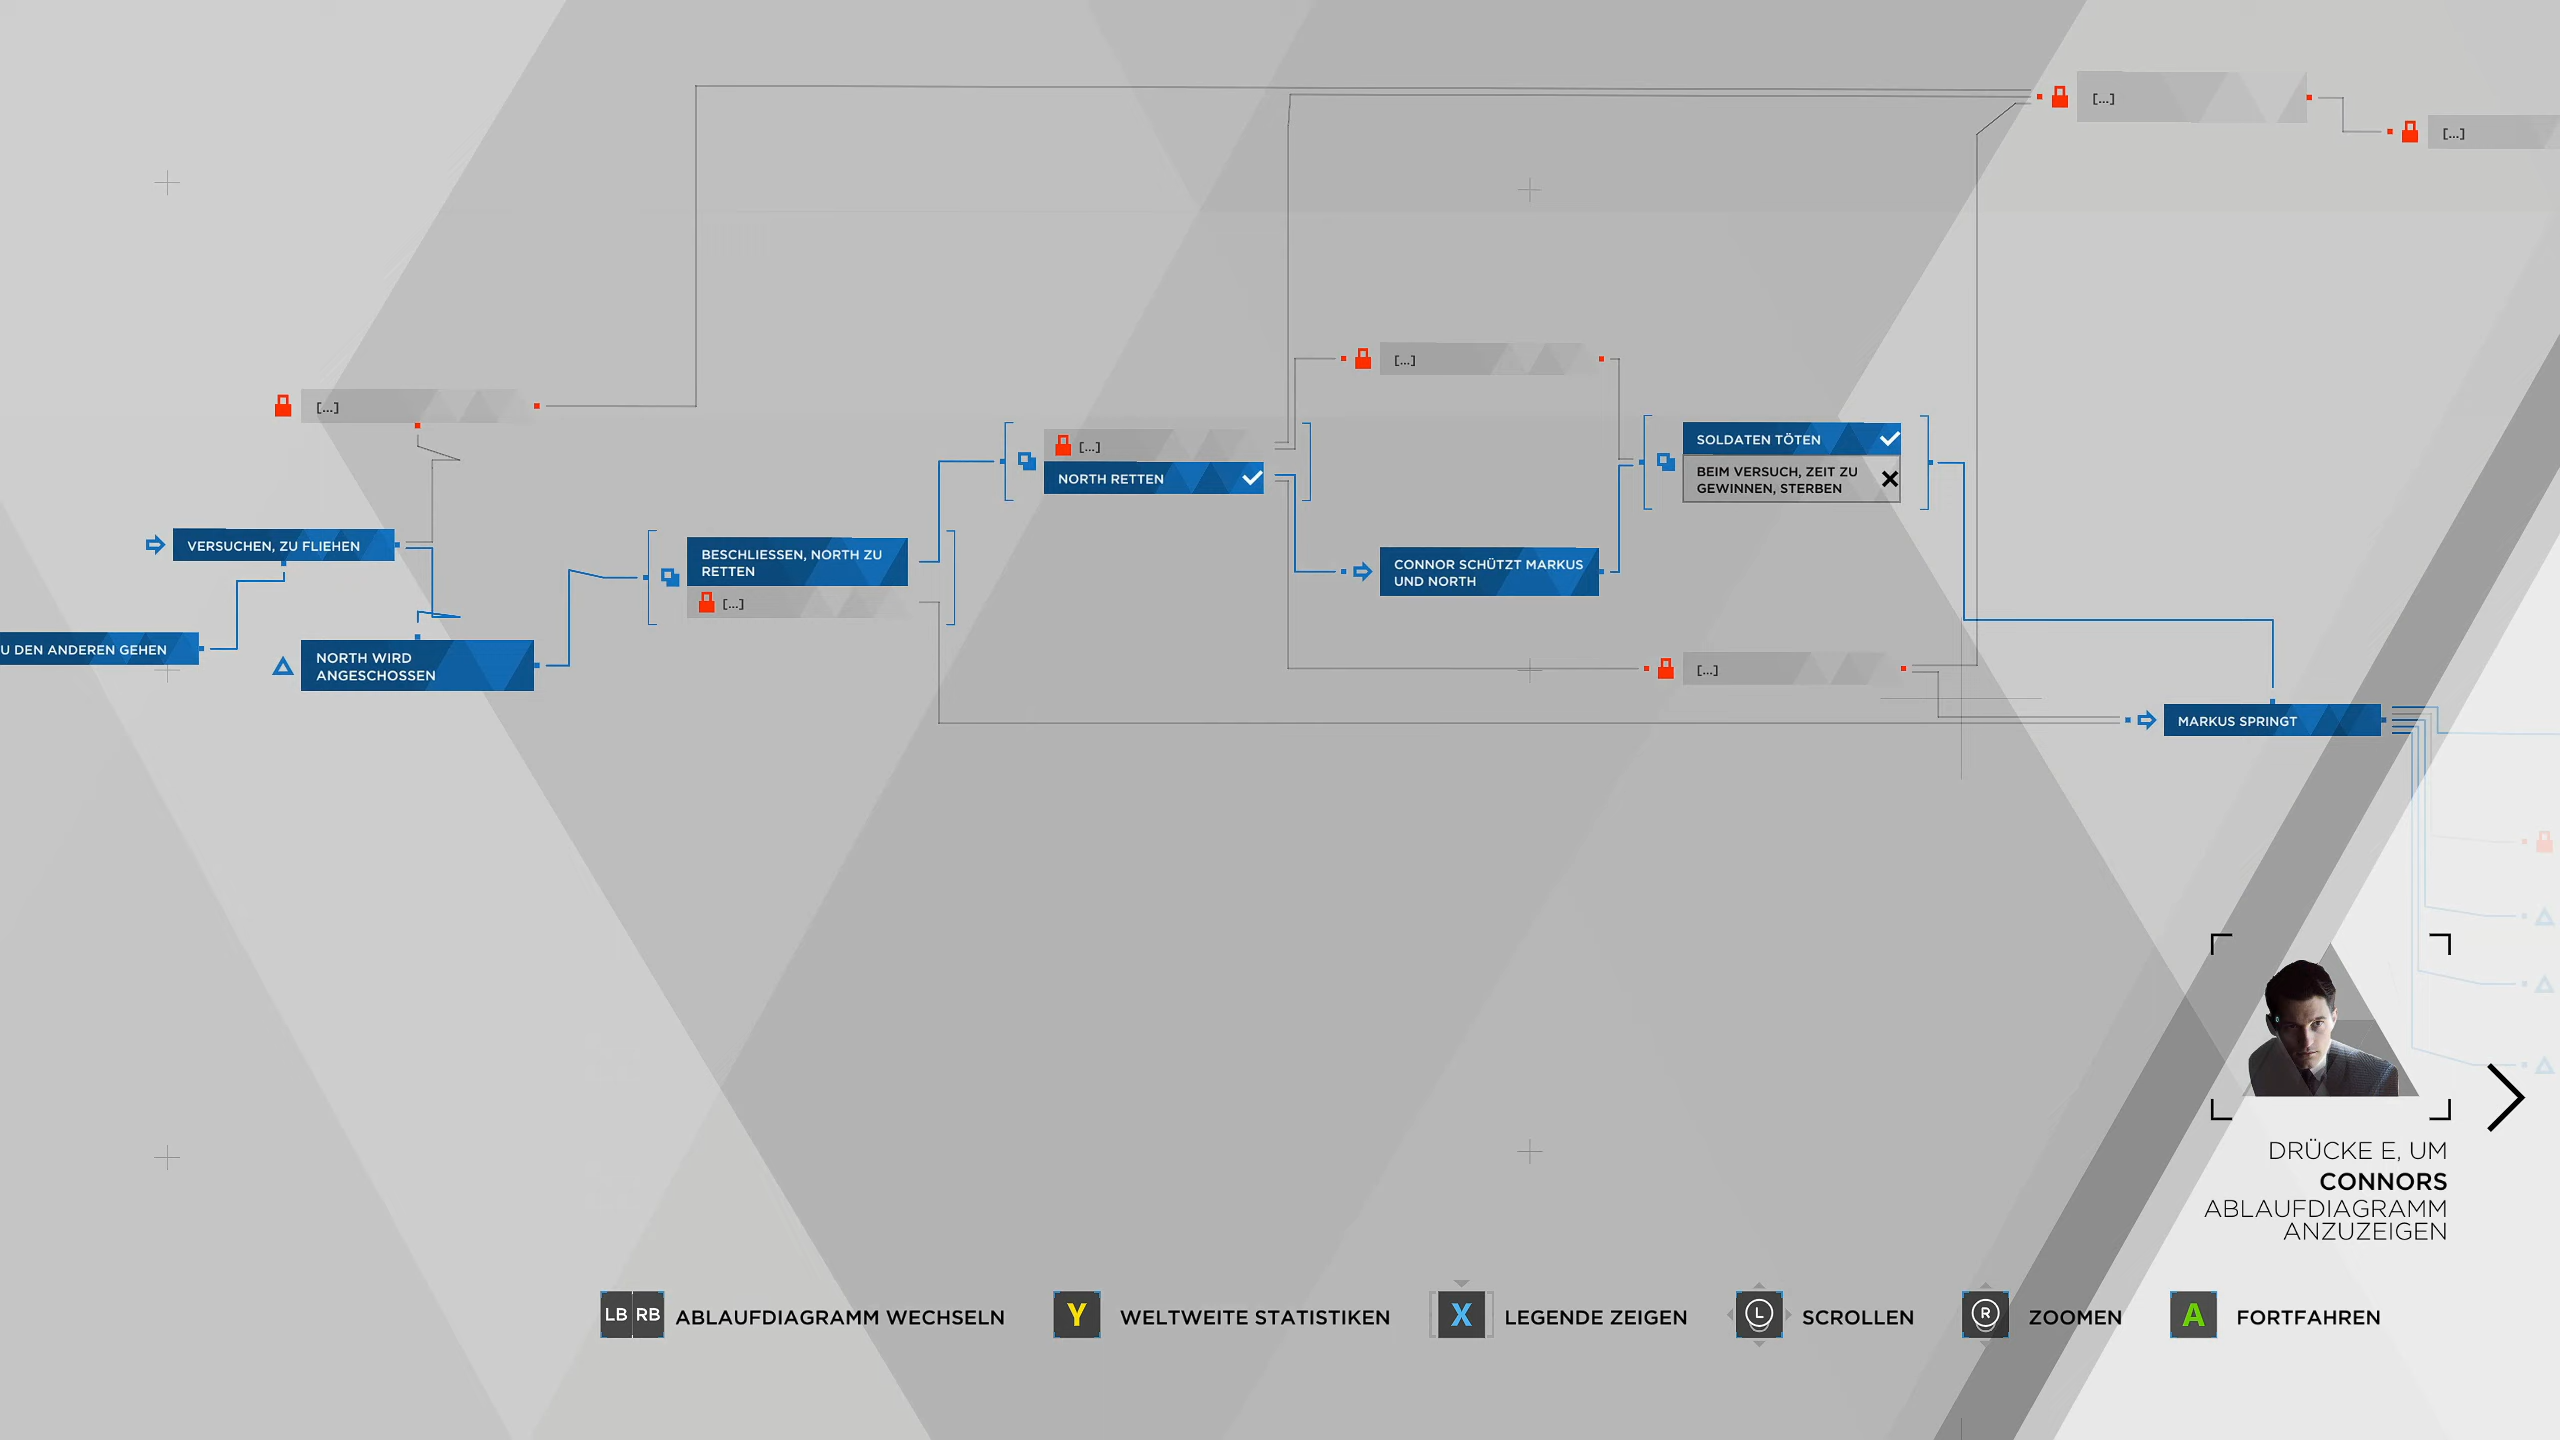 [...]
[...]
[...]
[...]
[...]
NORTH RETTEN
SOLDATEN TÖTEN
BEIM VERSUCH, ZEIT ZU
GEWINNEN, STERBEN
VERSUCHEN, ZU FLIEHEN
BESCHLIESSEN, NORTH ZU
RETTEN
[...]
CONNOR SCHÜTZT MARKUS
UND NORTH
U DEN ANDEREN GEHEN
NORTH WIRD
ANGESCHOSSEN
[...]
MARKUS SPRINGT
DRÜCKE E, UM
CONNORS
ABLAUFDIAGRAMM
ANZUZEIGEN
LB RB ABLAUFDIAGRAMM WECHSELN Y WELTWEITE STATISTIKEN X LEGENDE ZEIGEN L SCROLLEN R ZOOMEN A FORTFAHREN